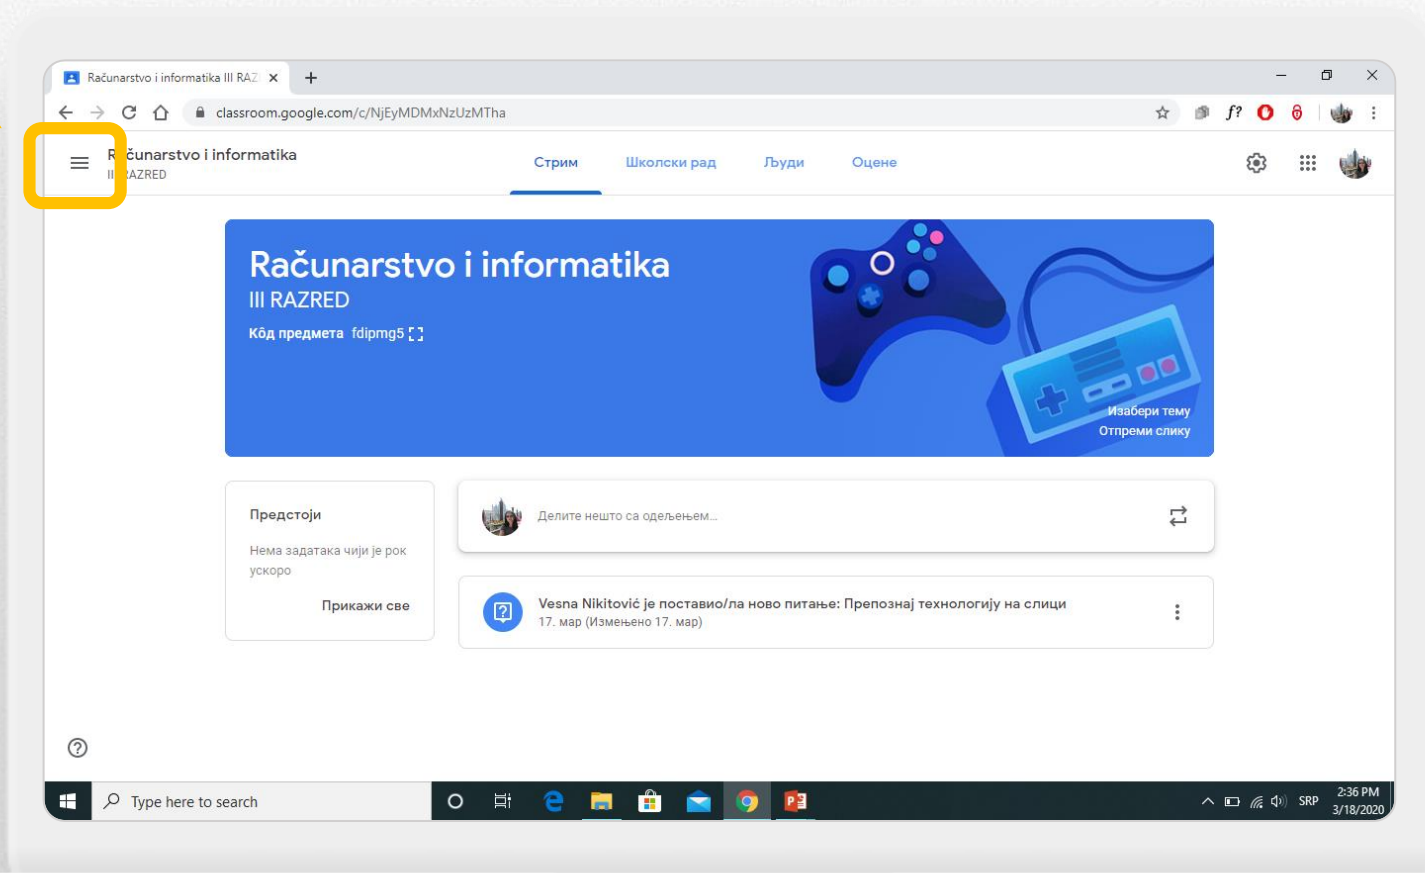 Računarstvo i informatika III RAZ
classroom.google.com/c/NjEyMDMxNzUzMTha
f?
Računarstvo i informatika
III RAZRED
Стрим Школски рад Људи Оцене
Računarstvo i informatika
III RAZRED
Кôд предмета fdipmg5
Изабери тему
Отпреми слику
Предстоји
Нема задатака чији је рок
ускоро
Прикажи све
Делите нешто са одељењем...
Vesna Nikitović је поставио/ла ново питање: Препознај технологију на слици
17. мар (Измењено 17. мар)
Type here to search
SRP
2:36 PM
3/18/2020